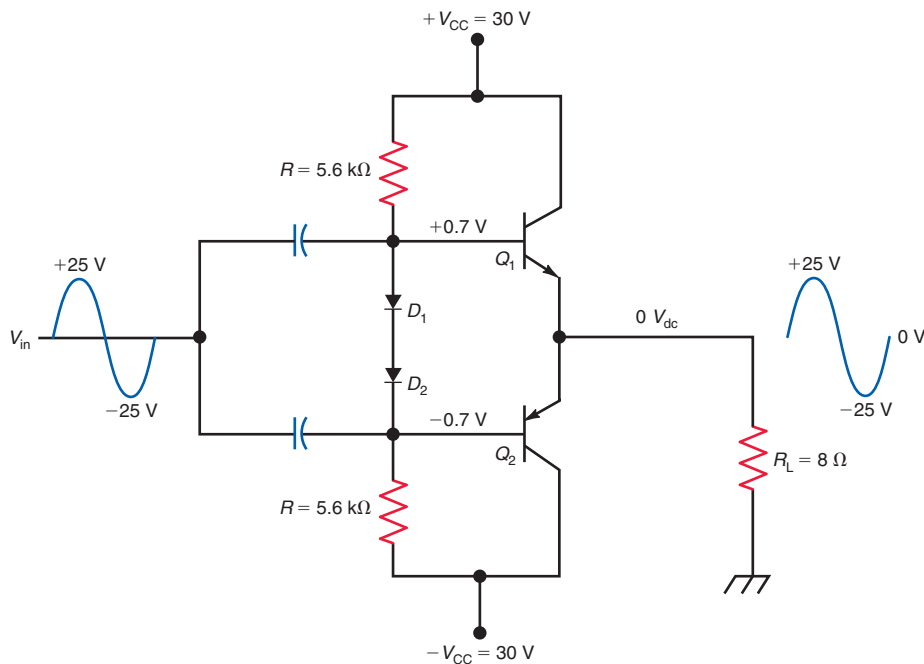 +VCC = 30 V
R = 5.6 kΩ
+0.7 V
Q1
+25 V
Vin
−25 V
D1
D2
0 Vdc
+25 V
0 V
−25 V
−0.7 V
Q2
RL = 8 Ω
R = 5.6 kΩ
−VCC = 30 V